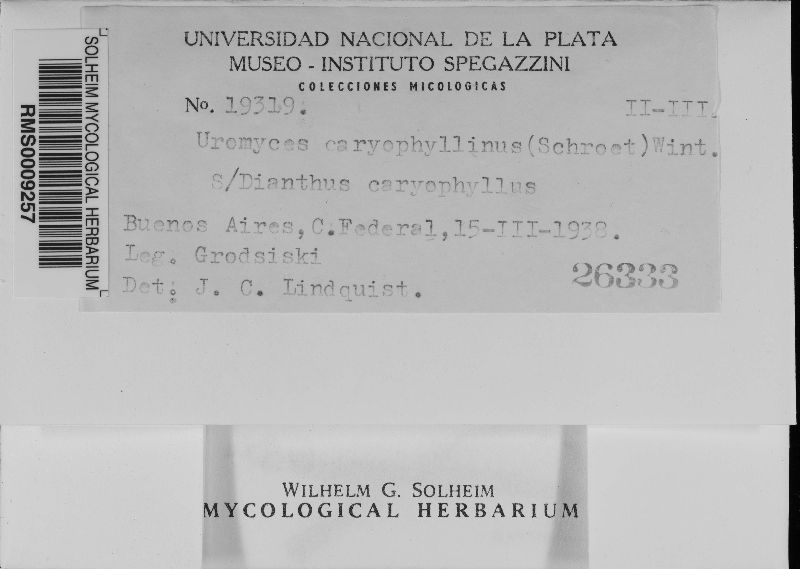 UNIVERSIDAD NACIONAL DE LA PLATA
MUSEO - INSTITUTO SPEGAZZINI
COLECCIONES MICOLOGICAS
No. 19319. II-III.
Uromyces caryophyllinus(Schroet)Wint.
S/Dianthus caryophyllus
Buenos Aires,C.Federal,15-III-1938.
Leg. Grodsiski
Det: J. C. Lindquist.
26333
SOLHEIM MYCOLOGICAL HERBARIUM
RMS0009257
WILHELM G. SOLHEIM
MYCOLOGICAL HERBARIUM